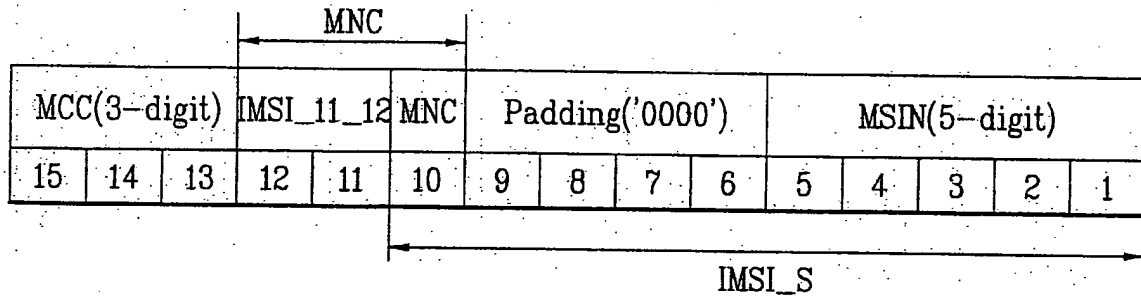 MNC
MCC(3-digit) IMSI_11_12 MNC Padding('0000') MSIN(5-digit)
15 14 13 12 11 10 9 8 7 6 5 4 3 2 1
IMSI_S